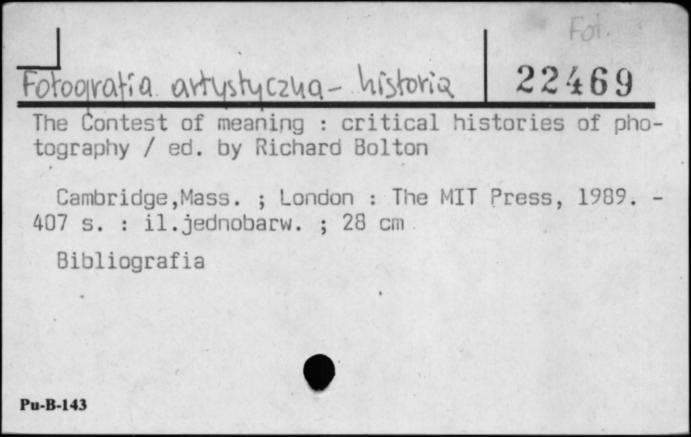 Fot.
Fotografia artystyczna - historia
22469
The Contest of meaning : critical histories of pho-
tography / ed. by Richard Bolton
Cambridge,Mass. ; London : The MIT Press, 1989. -
407 s. : il.jednobarw. ; 28 cm
Bibliografia
Pu-B-143